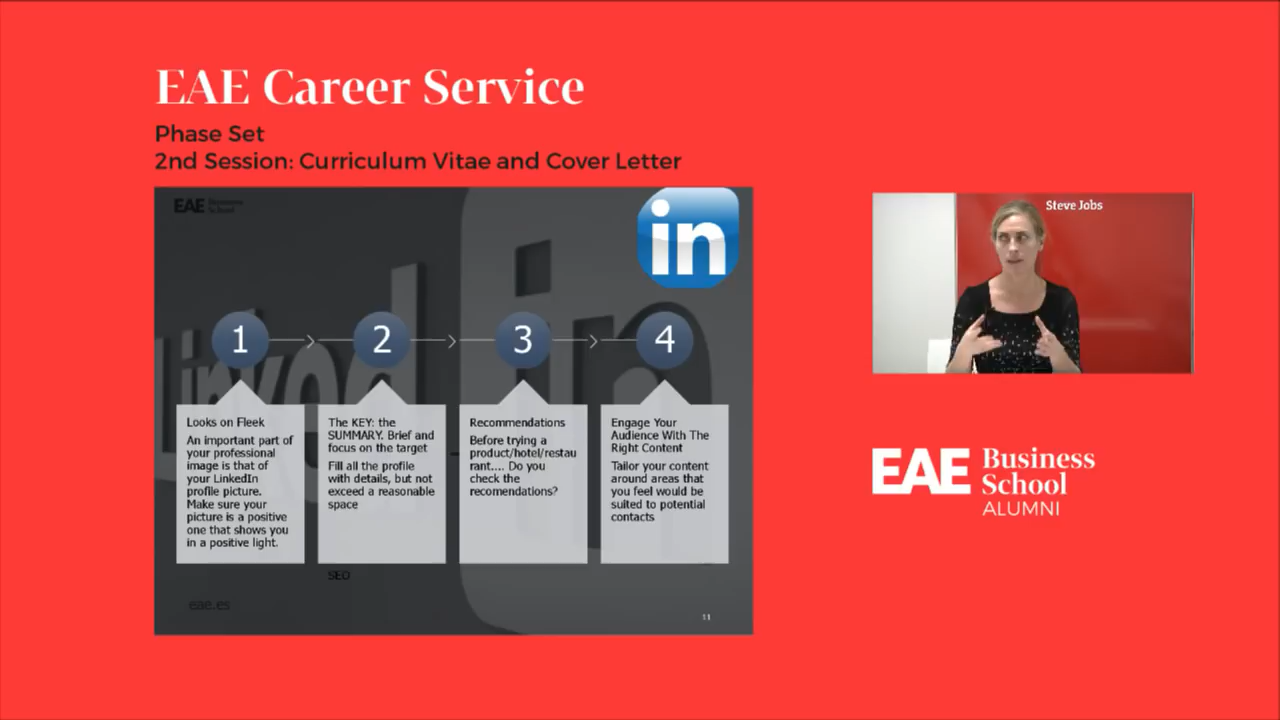 EAE Career Service
Phase Set
2nd Session: Curriculum Vitae and Cover Letter
EAE Business
School
in
Linked in
1
2
3
4
Looks on Fleek
An important part of
your professional
image is that of
your LinkedIn
profile picture.
Make sure your
picture is a positive
one that shows you
in a positive light.
The KEY: the
SUMMARY. Brief and
focus on the target
Fill all the profile
with details, but not
exceed a reasonable
space
Recommendations
Before trying a
product/hotel/restau
rant.... Do you
check the
recomendations?
Engage Your
Audience With The
Right Content
Tailor your content
around areas that
you feel would be
suited to potential
contacts
SEO
eae.es
11
Steve Jobs
EAE Business
School
ALUMNI